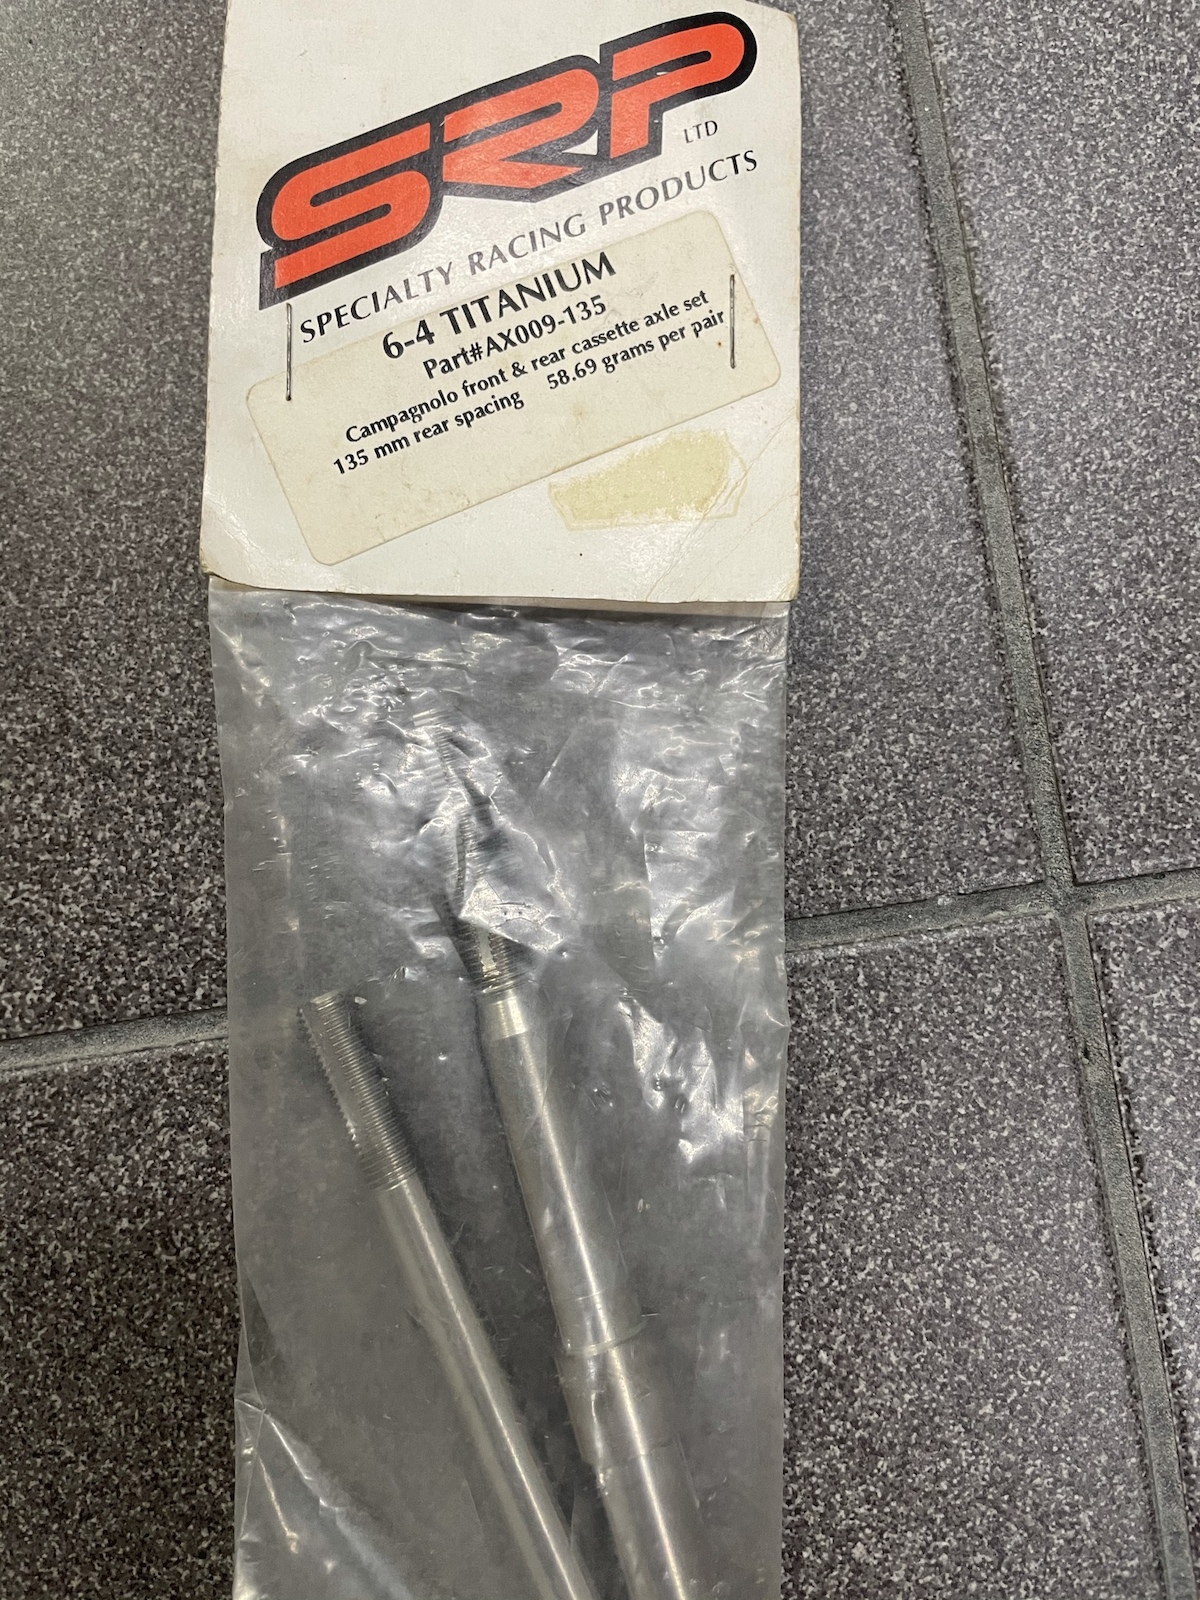 SRP
LTD
SPECIALTY RACING PRODUCTS
6-4 TITANIUM
Part#AX009-135
Campagnolo front & rear cassette axle set
135 mm rear spacing 58.69 grams per pair